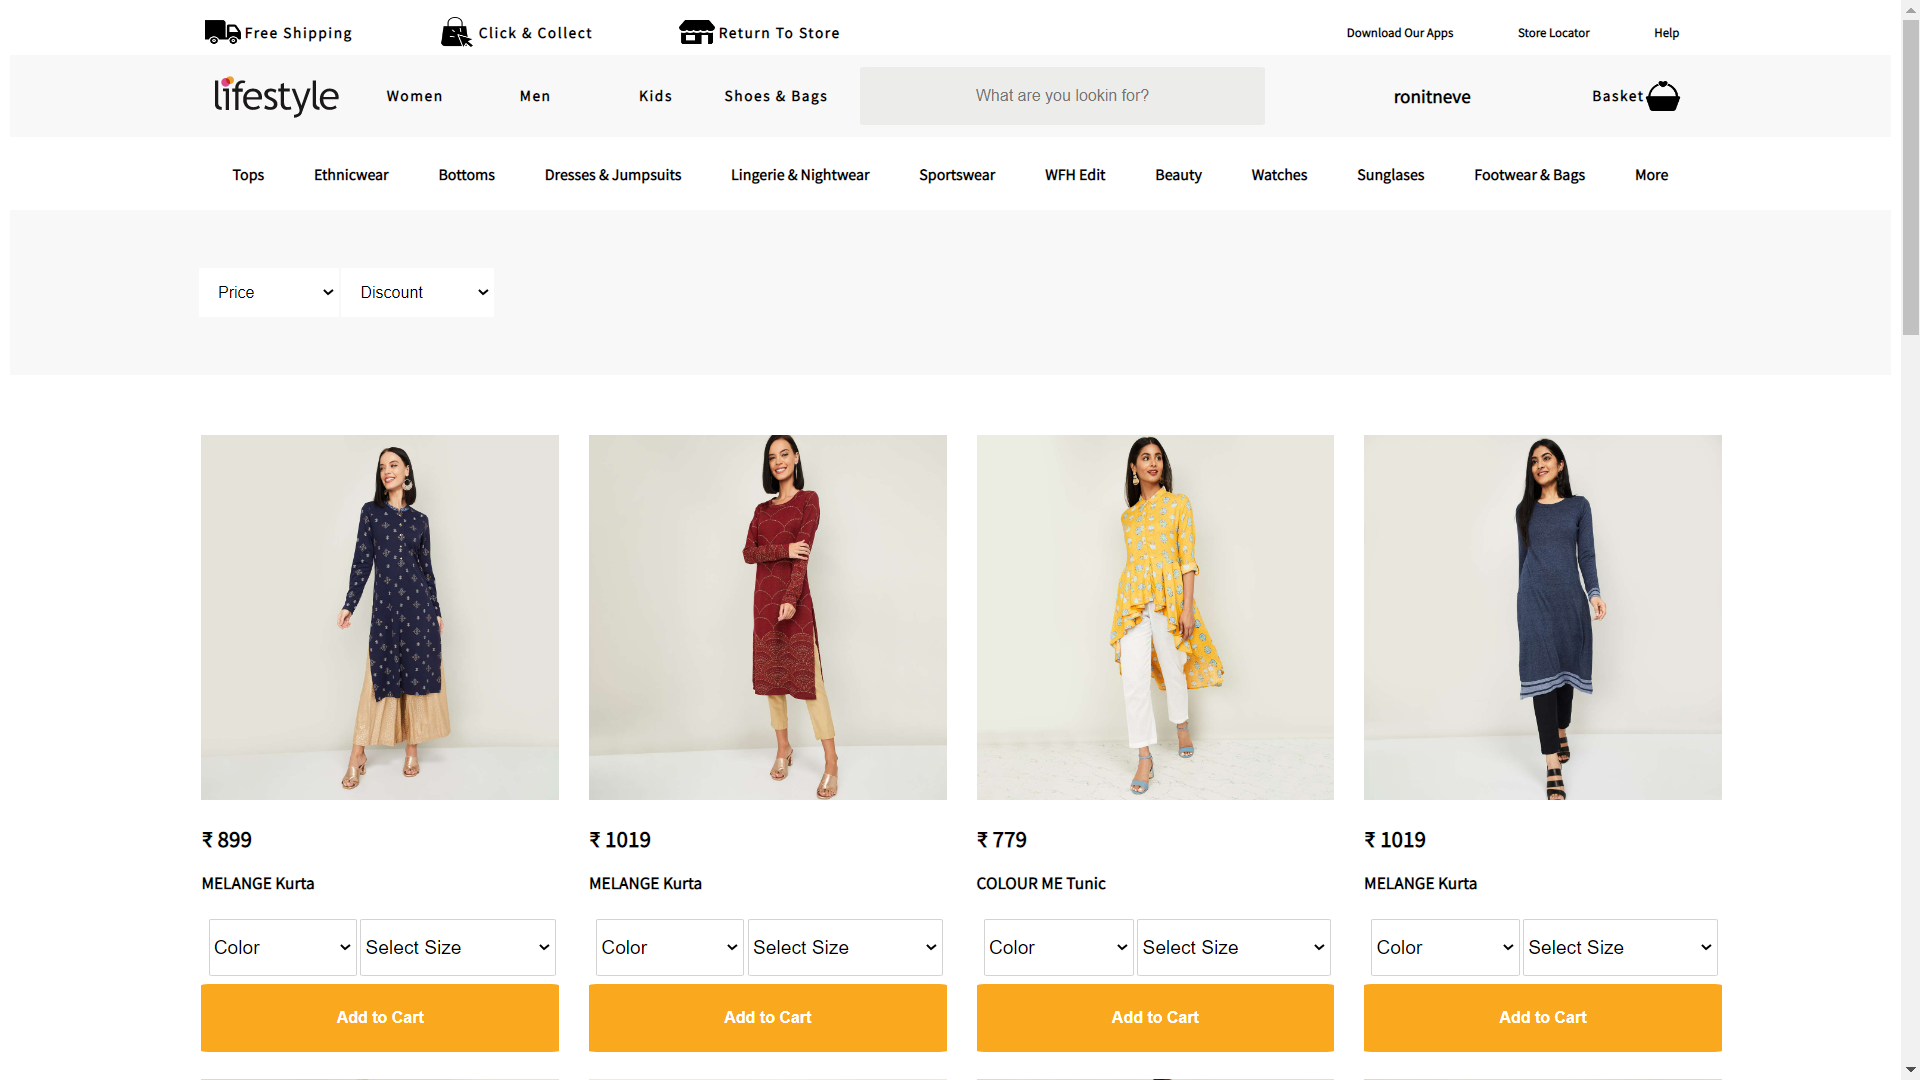 Free Shipping Click & Collect Return To Store Download Our Apps Store Locator Help
lifestyle Women Men Kids Shoes & Bags What are you lookin for? ronitneve Basket
Tops Ethnicwear Bottoms Dresses & Jumpsuits Lingerie & Nightwear Sportswear WFH Edit Beauty Watches Sunglases Footwear & Bags More
Price Discount
₹ 899 ₹ 1019 ₹ 779 ₹ 1019
MELANGE Kurta MELANGE Kurta COLOUR ME Tunic MELANGE Kurta
Color Select Size Color Select Size Color Select Size Color Select Size
Add to Cart Add to Cart Add to Cart Add to Cart